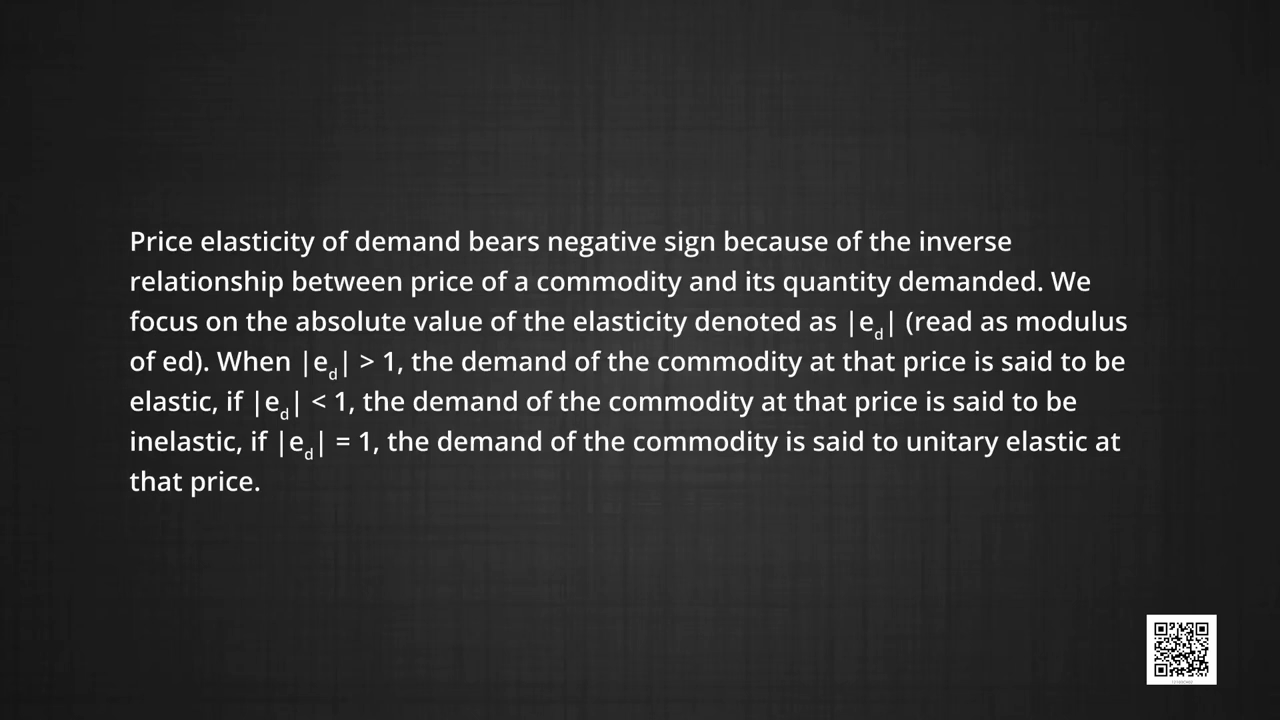 Price elasticity of demand bears negative sign because of the inverse
relationship between price of a commodity and its quantity demanded. We
focus on the absolute value of the elasticity denoted as |e_d| (read as modulus
of ed). When |e_d| > 1, the demand of the commodity at that price is said to be
elastic, if |e_d| < 1, the demand of the commodity at that price is said to be
inelastic, if |e_d| = 1, the demand of the commodity is said to unitary elastic at
that price.